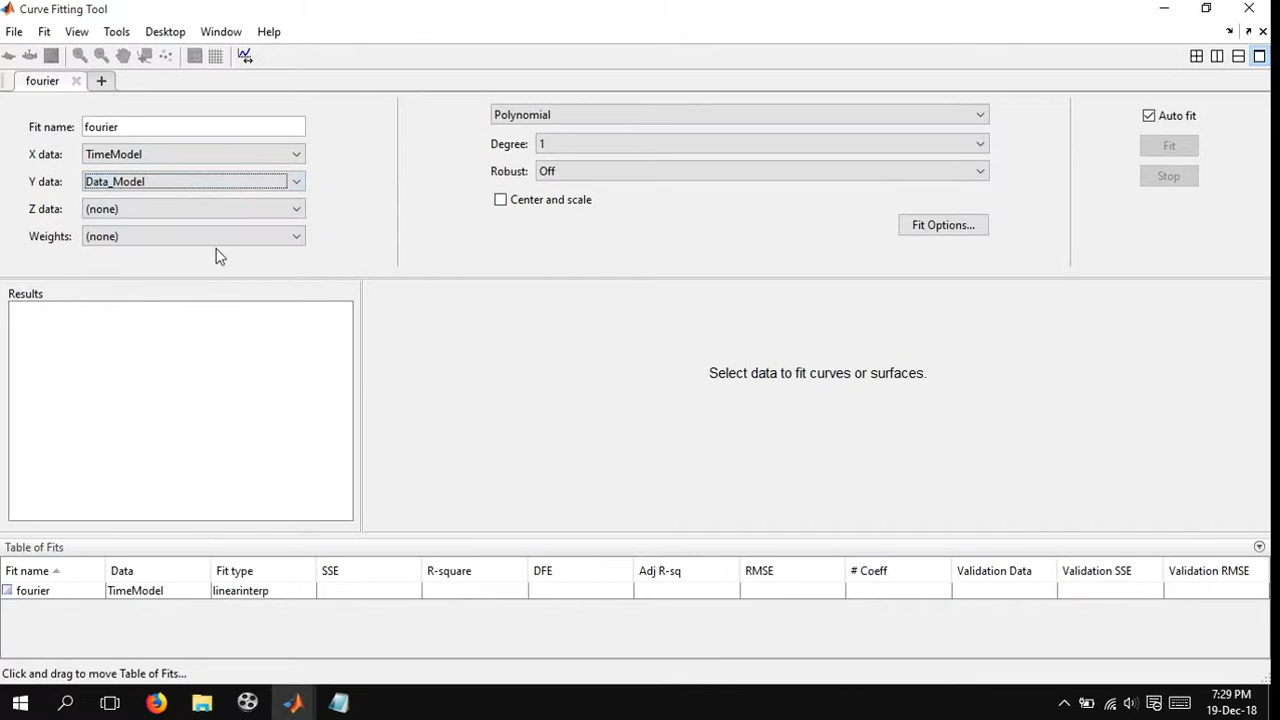 Curve Fitting Tool
File Fit View Tools Desktop Window Help
fourier
Fit name: fourier
X data: TimeModel
Y data: Data_Model
Z data: (none)
Weights: (none)
Polynomial
Degree: 1
Robust: Off
Center and scale
Fit Options...
Auto fit
Fit
Stop
Results
Select data to fit curves or surfaces.
Table of Fits
Fit name Data Fit type SSE R-square DFE Adj R-sq RMSE # Coeff Validation Data Validation SSE Validation RMSE
fourier TimeModel linearinterp
Click and drag to move Table of Fits...
7:29 PM
19-Dec-18